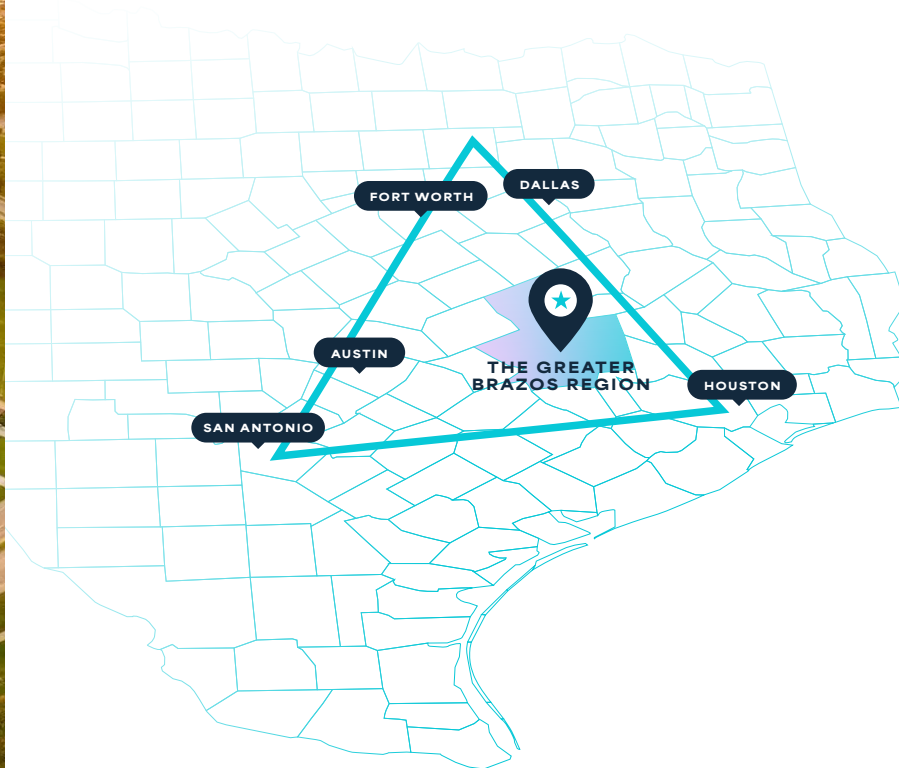 DALLAS
FORT WORTH
AUSTIN
THE GREATER
BRAZOS REGION
HOUSTON
SAN ANTONIO